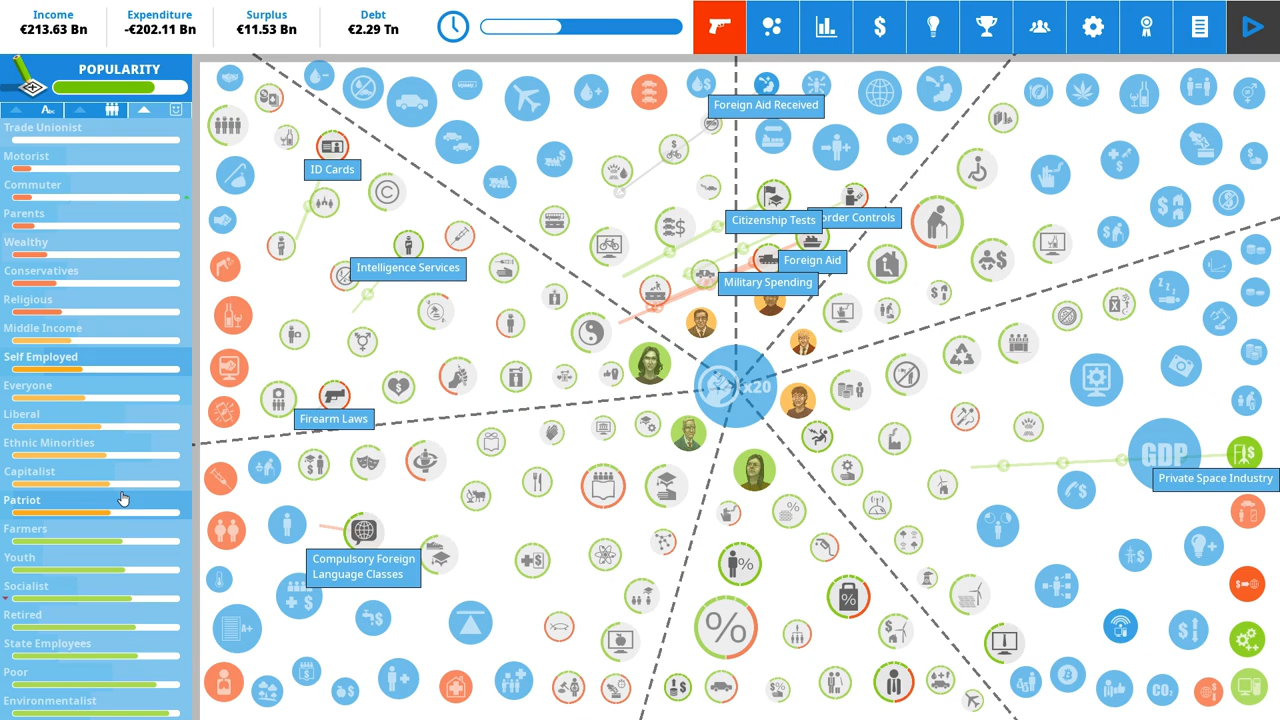 Income
€213.63 Bn
Expenditure
-€202.11 Bn
Surplus
€11.53 Bn
Debt
€2.29 Tn
POPULARITY
Trade Unionist
Motorist
Commuter
Parents
Wealthy
Conservatives
Religious
Middle Income
Self Employed
Everyone
Liberal
Ethnic Minorities
Capitalist
Patriot
Farmers
Youth
Socialist
Retired
State Employees
Poor
Environmentalist
Foreign Aid Received
ID Cards
Citizenship Tests
order Controls
Intelligence Services
Foreign Aid
Military Spending
x20
Firearm Laws
GDP
Private Space Industry
Compulsory Foreign
Language Classes
%
CO₂